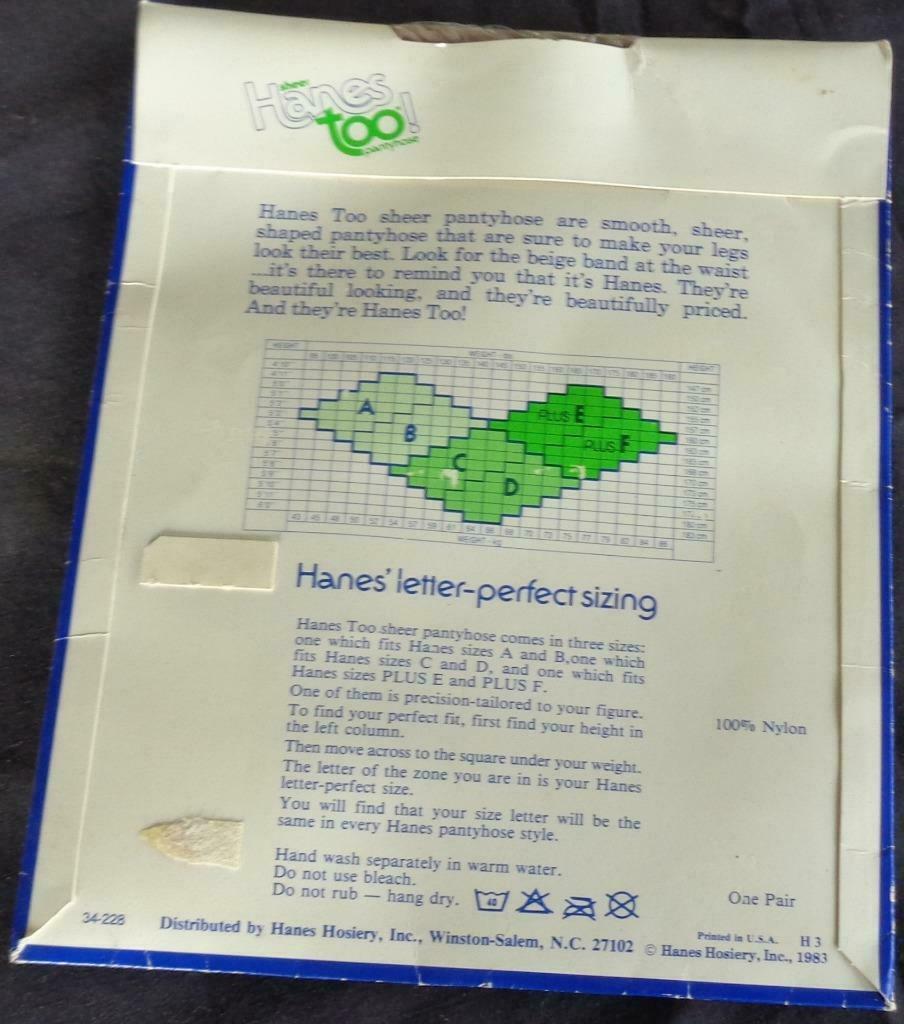 sheer
Hanes
too!
pantyhose
Hanes Too sheer pantyhose are smooth, sheer,
shaped pantyhose that are sure to make your legs
look their best. Look for the beige band at the waist
...it's there to remind you that it's Hanes. They're
beautiful looking, and they're beautifully priced.
And they're Hanes Too!
HEIGHT WEIGHT - lbs HEIGHT
A
B
C
D
PLUS E
PLUS F
WEIGHT - kg
Hanes' letter-perfect sizing
Hanes Too sheer pantyhose comes in three sizes:
one which fits Hanes sizes A and B, one which
fits Hanes sizes C and D, and one which fits
Hanes sizes PLUS E and PLUS F.
One of them is precision-tailored to your figure.
To find your perfect fit, first find your height in
the left column.
Then move across to the square under your weight.
The letter of the zone you are in is your Hanes
letter-perfect size.
You will find that your size letter will be the
same in every Hanes pantyhose style.
100% Nylon
Hand wash separately in warm water.
Do not use bleach.
Do not rub — hang dry. 40
One Pair
34-228
Distributed by Hanes Hosiery, Inc., Winston-Salem, N.C. 27102
Printed in U.S.A. H 3
© Hanes Hosiery, Inc., 1983